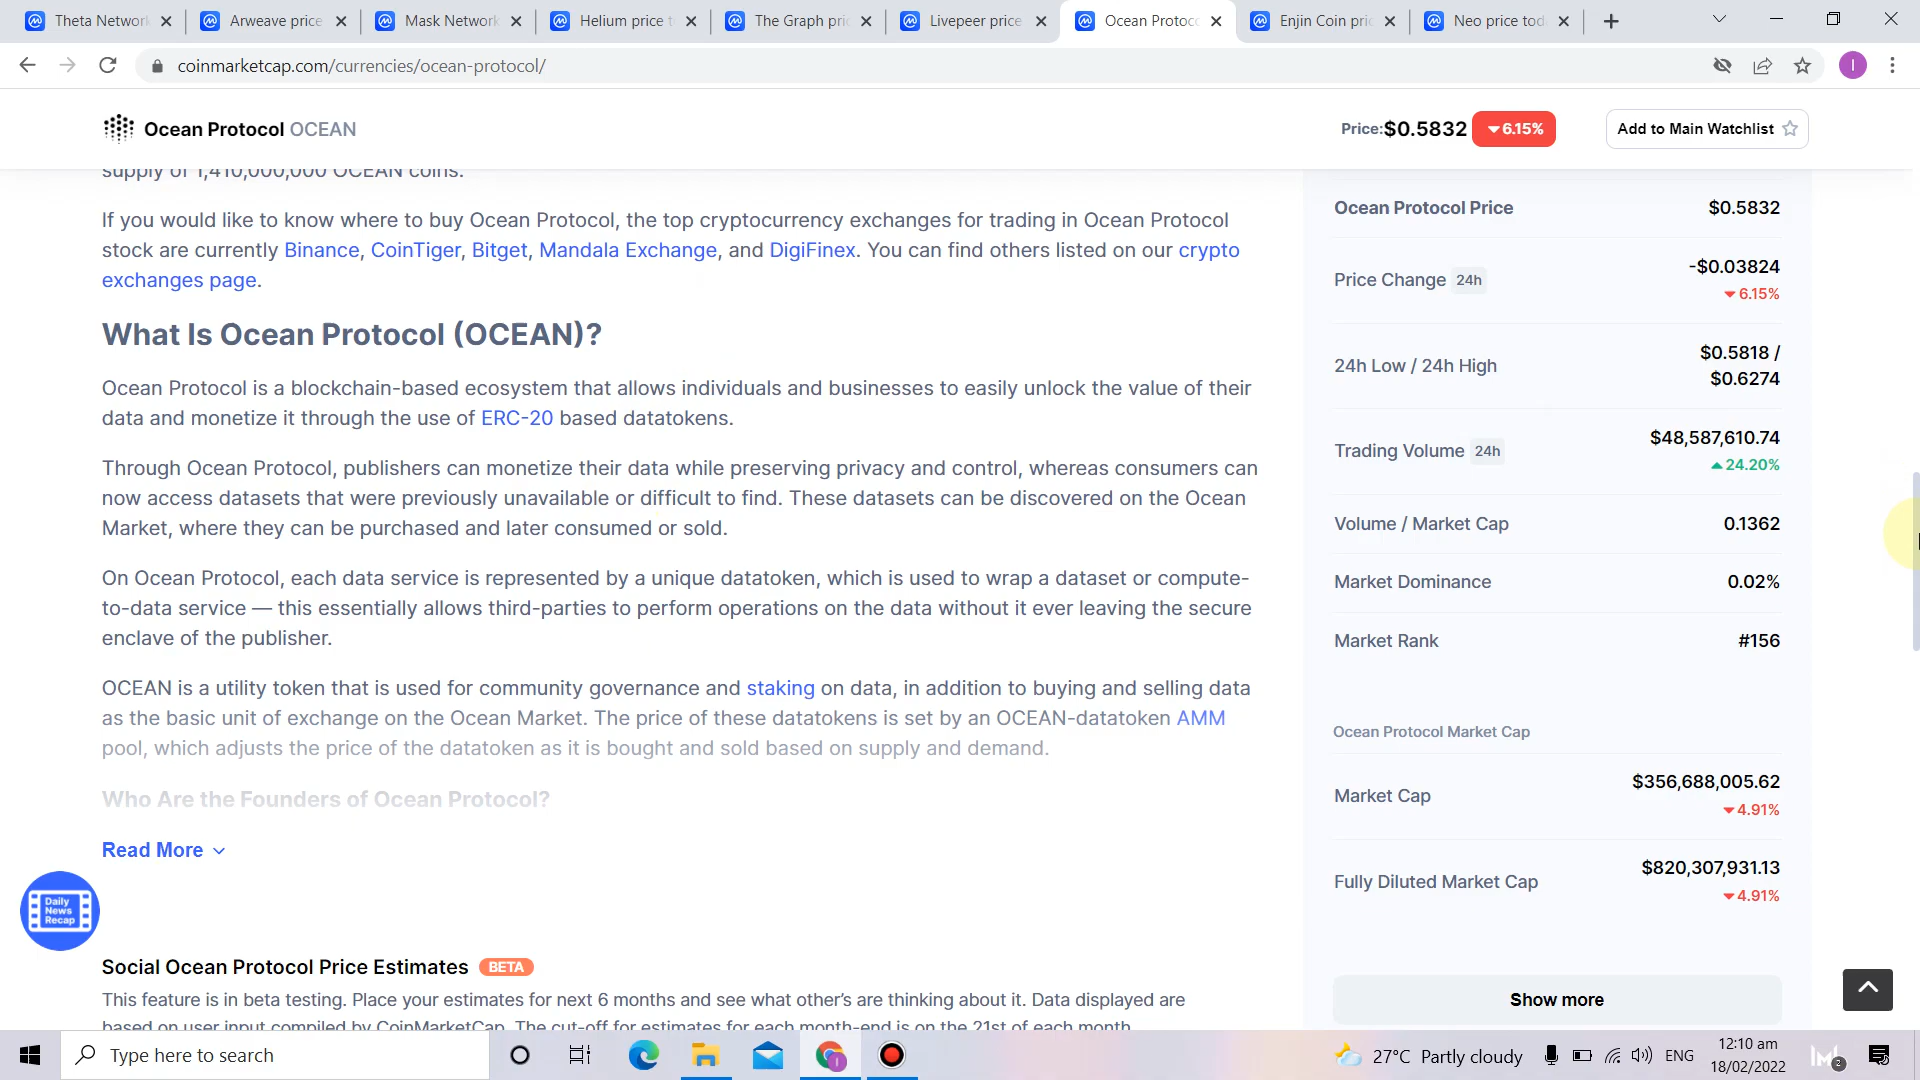 Theta Network
Arweave price
Mask Network
Helium price t
The Graph pric
Livepeer price
Ocean Protoco
Enjin Coin pric
Neo price tod
coinmarketcap.com/currencies/ocean-protocol/
I
Ocean Protocol OCEAN
Price:$0.5832
6.15%
Add to Main Watchlist
supply of 1,410,000,000 OCEAN coins.
If you would like to know where to buy Ocean Protocol, the top cryptocurrency exchanges for trading in Ocean Protocol
stock are currently Binance, CoinTiger, Bitget, Mandala Exchange, and DigiFinex. You can find others listed on our crypto
exchanges page.
What Is Ocean Protocol (OCEAN)?
Ocean Protocol is a blockchain-based ecosystem that allows individuals and businesses to easily unlock the value of their
data and monetize it through the use of ERC-20 based datatokens.
Through Ocean Protocol, publishers can monetize their data while preserving privacy and control, whereas consumers can
now access datasets that were previously unavailable or difficult to find. These datasets can be discovered on the Ocean
Market, where they can be purchased and later consumed or sold.
On Ocean Protocol, each data service is represented by a unique datatoken, which is used to wrap a dataset or compute-
to-data service — this essentially allows third-parties to perform operations on the data without it ever leaving the secure
enclave of the publisher.
OCEAN is a utility token that is used for community governance and staking on data, in addition to buying and selling data
as the basic unit of exchange on the Ocean Market. The price of these datatokens is set by an OCEAN-datatoken AMM
pool, which adjusts the price of the datatoken as it is bought and sold based on supply and demand.
Who Are the Founders of Ocean Protocol?
Read More
Daily
News
Recap
Social Ocean Protocol Price Estimates BETA
This feature is in beta testing. Place your estimates for next 6 months and see what other's are thinking about it. Data displayed are
based on user input compiled by CoinMarketCap. The cut-off for estimates for each month-end is on the 21st of each month.
Ocean Protocol Price $0.5832
Price Change 24h -$0.03824
6.15%
24h Low / 24h High $0.5818 /
$0.6274
Trading Volume 24h $48,587,610.74
24.20%
Volume / Market Cap 0.1362
Market Dominance 0.02%
Market Rank #156
Ocean Protocol Market Cap
Market Cap $356,688,005.62
4.91%
Fully Diluted Market Cap $820,307,931.13
4.91%
Show more
Type here to search
27°C Partly cloudy
ENG
12:10 am
18/02/2022
2